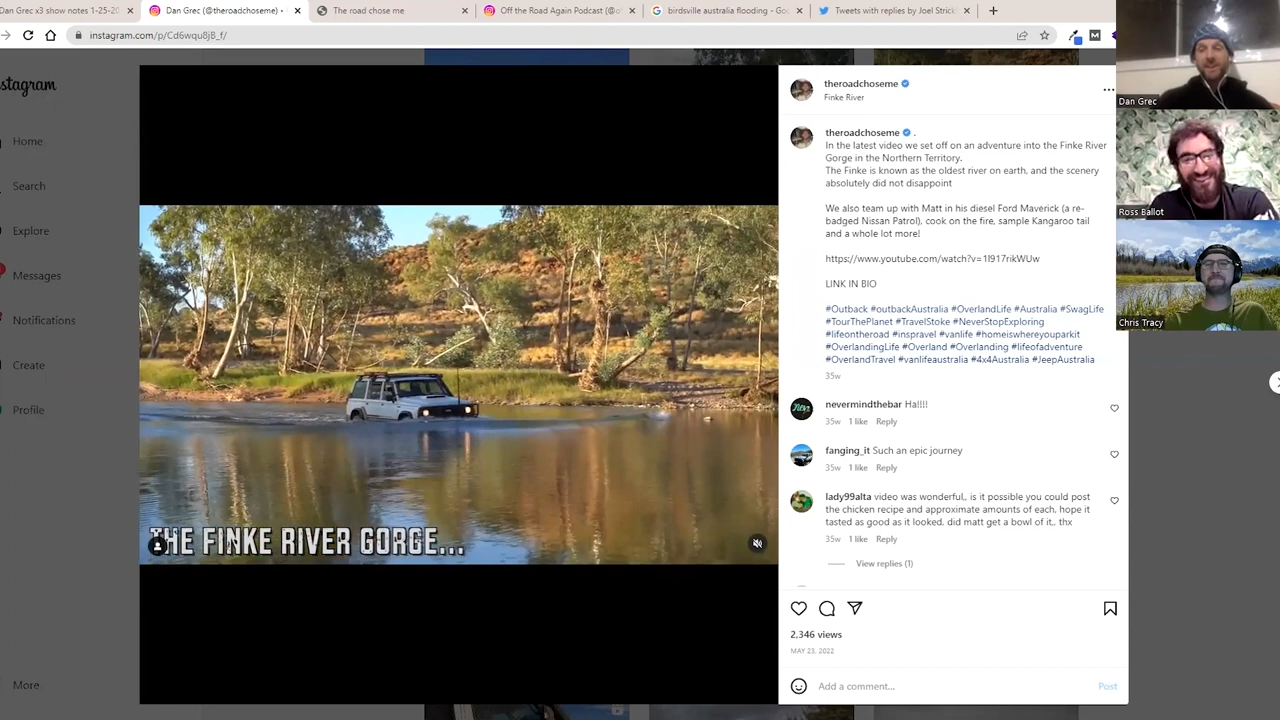 Dan Grec x3 show notes 1-25-20
Dan Grec (@theroadchoseme) •
The road chose me
Off the Road Again Podcast (@o
birdsville australia flooding - Goo
Tweets with replies by Joel Strick
instagram.com/p/Cd6wqu8jB_f/
nstagram
Home
Search
Explore
Messages
Notifications
Create
Profile
More
THE FINKE RIVER GORGE...
theroadchoseme
Finke River
theroadchoseme .
In the latest video we set off on an adventure into the Finke River
Gorge in the Northern Territory.
The Finke is known as the oldest river on earth, and the scenery
absolutely did not disappoint
We also team up with Matt in his diesel Ford Maverick (a re-
badged Nissan Patrol), cook on the fire, sample Kangaroo tail
and a whole lot more!
https://www.youtube.com/watch?v=1I917rikWUw
LINK IN BIO
#Outback #outbackAustralia #OverlandLife #Australia #SwagLife
#TourThePlanet #TravelStoke #NeverStopExploring
#lifeontheroad #inspravel #vanlife #homeiswhereyouparkit
#OverlandingLife #Overland #Overlanding #lifeofadventure
#OverlandTravel #vanlifeaustralia #4x4Australia #JeepAustralia
35w
nevermindthebar Ha!!!!
35w 1 like Reply
fanging_it Such an epic journey
35w 1 like Reply
lady99alta video was wonderful,, is it possible you could post
the chicken recipe and approximate amounts of each, hope it
tasted as good as it looked, did matt get a bowl of it,, thx
35w 1 like Reply
View replies (1)
2,346 views
MAY 23, 2022
Add a comment...
Post
Dan Grec
Ross Ballot
Chris Tracy